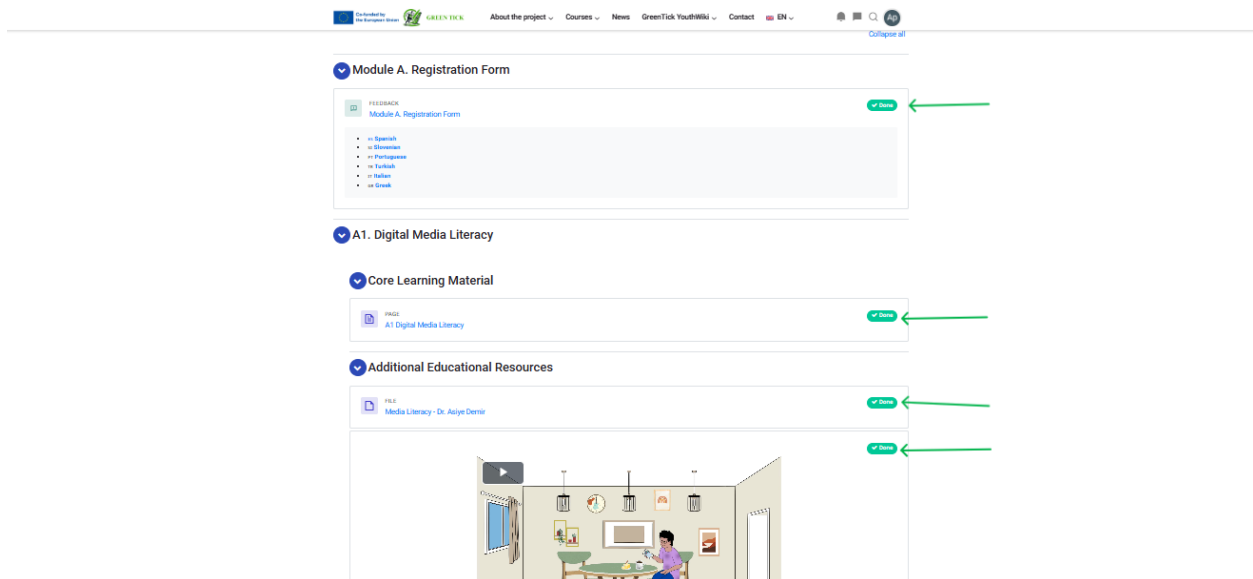 Co-funded by
the European Union
GREEN TICK
About the project
Courses
News
GreenTick YouthWiki
Contact
EN
Ap
Collapse all
Module A. Registration Form
FEEDBACK
Module A. Registration Form
Done
Spanish
Slovenian
Portuguese
Turkish
Italian
Greek
A1. Digital Media Literacy
Core Learning Material
PAGE
A1 Digital Media Literacy
Done
Additional Educational Resources
FILE
Media Literacy - Dr. Asiye Demir
Done
Done